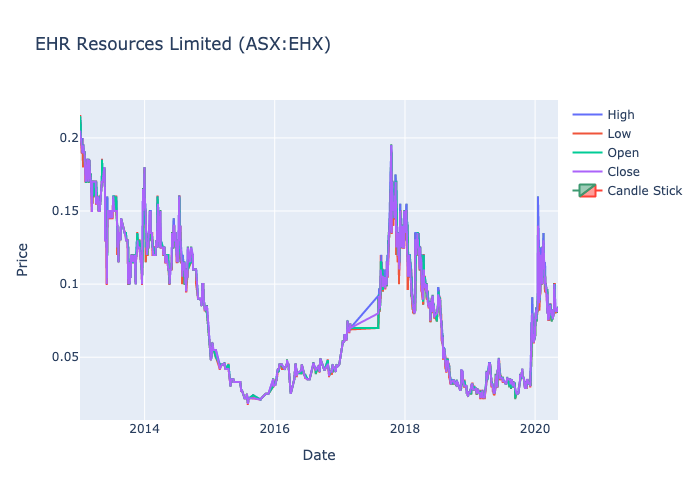 EHR Resources Limited (ASX:EHX)
High
Low
Open
Close
Candle Stick
Price
0.2
0.15
0.1
0.05
2014
2016
2018
2020
Date